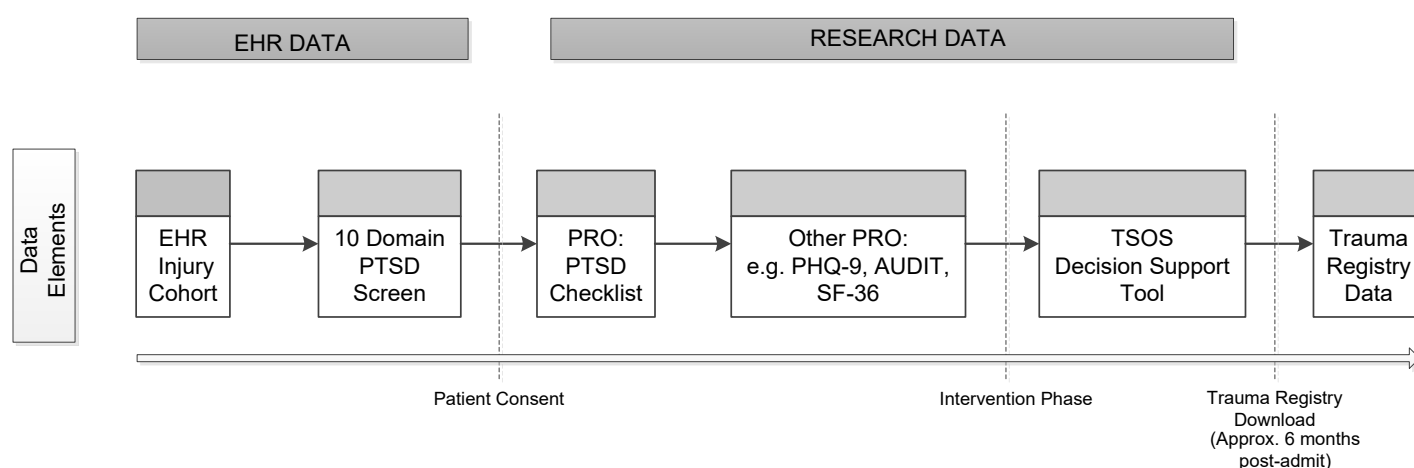 EHR DATA
RESEARCH DATA
Data
Elements
EHR
Injury
Cohort
10 Domain
PTSD
Screen
PRO:
PTSD
Checklist
Other PRO:
e.g. PHQ-9, AUDIT,
SF-36
TSOS
Decision Support
Tool
Trauma
Registry
Data
Patient Consent
Intervention Phase
Trauma Registry
Download
(Approx. 6 months
post-admit)